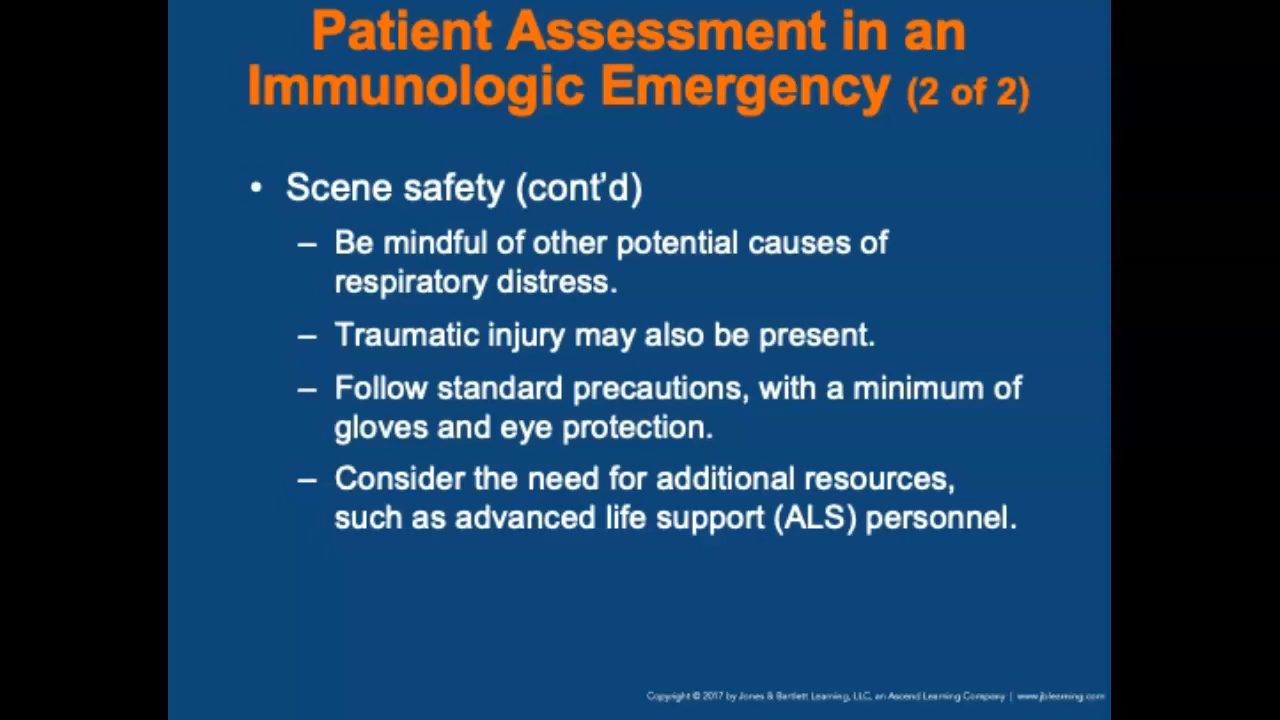 Patient Assessment in an
Immunologic Emergency (2 of 2)
• Scene safety (cont’d)
– Be mindful of other potential causes of
respiratory distress.
– Traumatic injury may also be present.
– Follow standard precautions, with a minimum of
gloves and eye protection.
– Consider the need for additional resources,
such as advanced life support (ALS) personnel.
Copyright © 2017 by Jones & Bartlett Learning, LLC, an Ascend Learning Company | www.jblearning.com